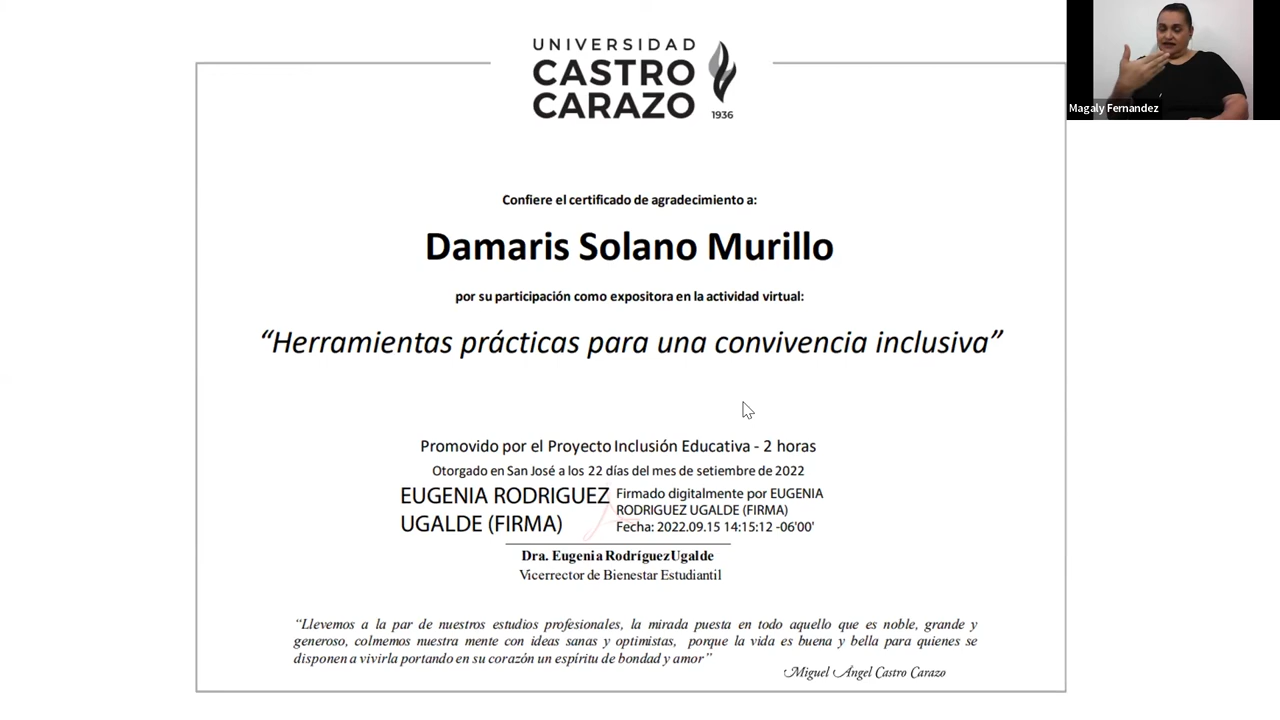 UNIVERSIDAD
CASTRO
CARAZO
1936
Magaly Fernandez
Confiere el certificado de agradecimiento a:
Damaris Solano Murillo
por su participación como expositora en la actividad virtual:
“Herramientas prácticas para una convivencia inclusiva”
Promovido por el Proyecto Inclusión Educativa - 2 horas
Otorgado en San José a los 22 días del mes de setiembre de 2022
EUGENIA RODRIGUEZ
UGALDE (FIRMA)
Firmado digitalmente por EUGENIA
RODRIGUEZ UGALDE (FIRMA)
Fecha: 2022.09.15 14:15:12 -06'00'
Dra. Eugenia Rodríguez Ugalde
Vicerrector de Bienestar Estudiantil
“Llevemos a la par de nuestros estudios profesionales, la mirada puesta en todo aquello que es noble, grande y
generoso, colmemos nuestra mente con ideas sanas y optimistas, porque la vida es buena y bella para quienes se
disponen a vivirla portando en su corazón un espíritu de bondad y amor”
Miguel Ángel Castro Carazo